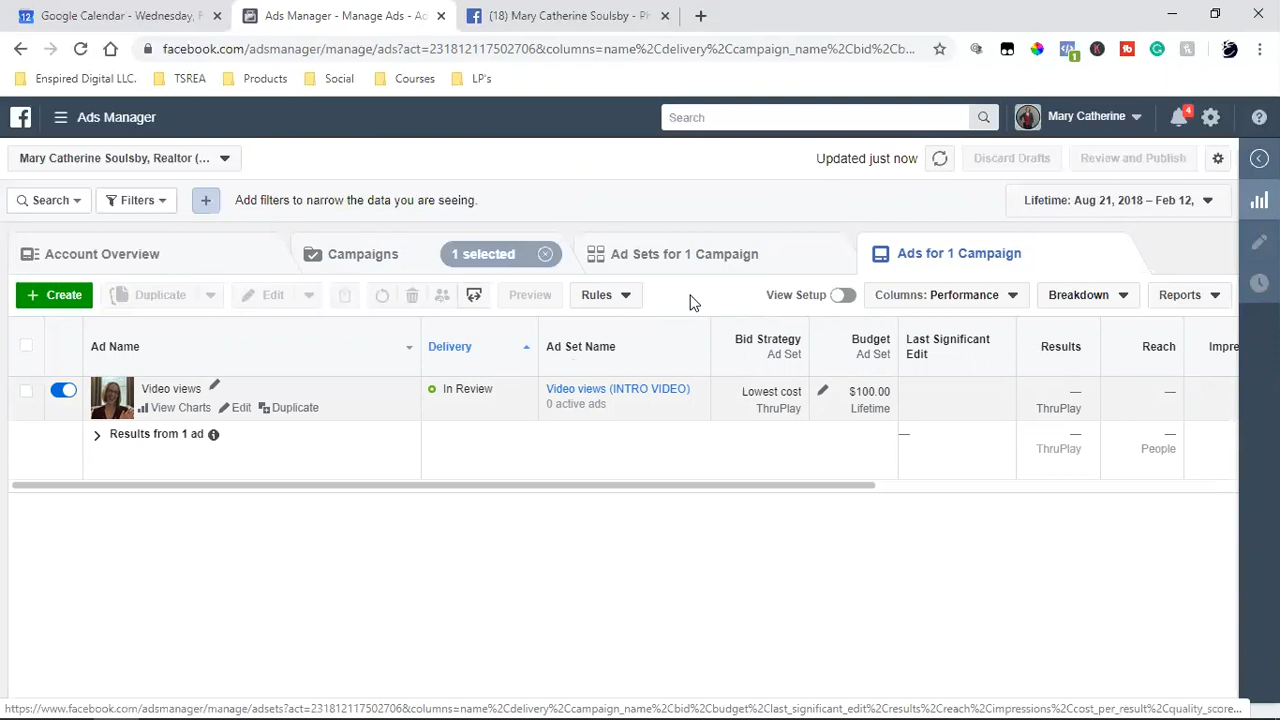 12
Google Calendar - Wednesday, F
Ads Manager - Manage Ads - Ad
(18) Mary Catherine Soulsby - Ph
facebook.com/adsmanager/manage/ads?act=231812117502706&columns=name%2Cdelivery%2Ccampaign_name%2Cbid%2Cb...
1
Enspired Digital LLC.
TSREA
Products
Social
Courses
LP's
Ads Manager
Search
Mary Catherine
4
Mary Catherine Soulsby, Realtor (...
Updated just now
Discard Drafts
Review and Publish
Search
Filters
+
Add filters to narrow the data you are seeing.
Lifetime: Aug 21, 2018 – Feb 12,
Account Overview
Campaigns
1 selected
Ad Sets for 1 Campaign
Ads for 1 Campaign
+ Create
Duplicate
Edit
Preview
Rules
View Setup
Columns: Performance
Breakdown
Reports
Ad Name
Delivery
Ad Set Name
Bid Strategy
Ad Set
Budget
Ad Set
Last Significant
Edit
Results
Reach
Impre
Video views
View Charts
Edit
Duplicate
In Review
Video views (INTRO VIDEO)
0 active ads
Lowest cost
ThruPlay
$100.00
Lifetime
—
ThruPlay
—
Results from 1 ad
—
—
ThruPlay
—
People
https://www.facebook.com/adsmanager/manage/adsets?act=231812117502706&columns=name%2Cdelivery%2Ccampaign_name%2Cbid%2Cbudget%2Clast_significant_edit%2Cresults%2Creach%2Cimpressions%2Ccost_per_result%2Cquality_score...